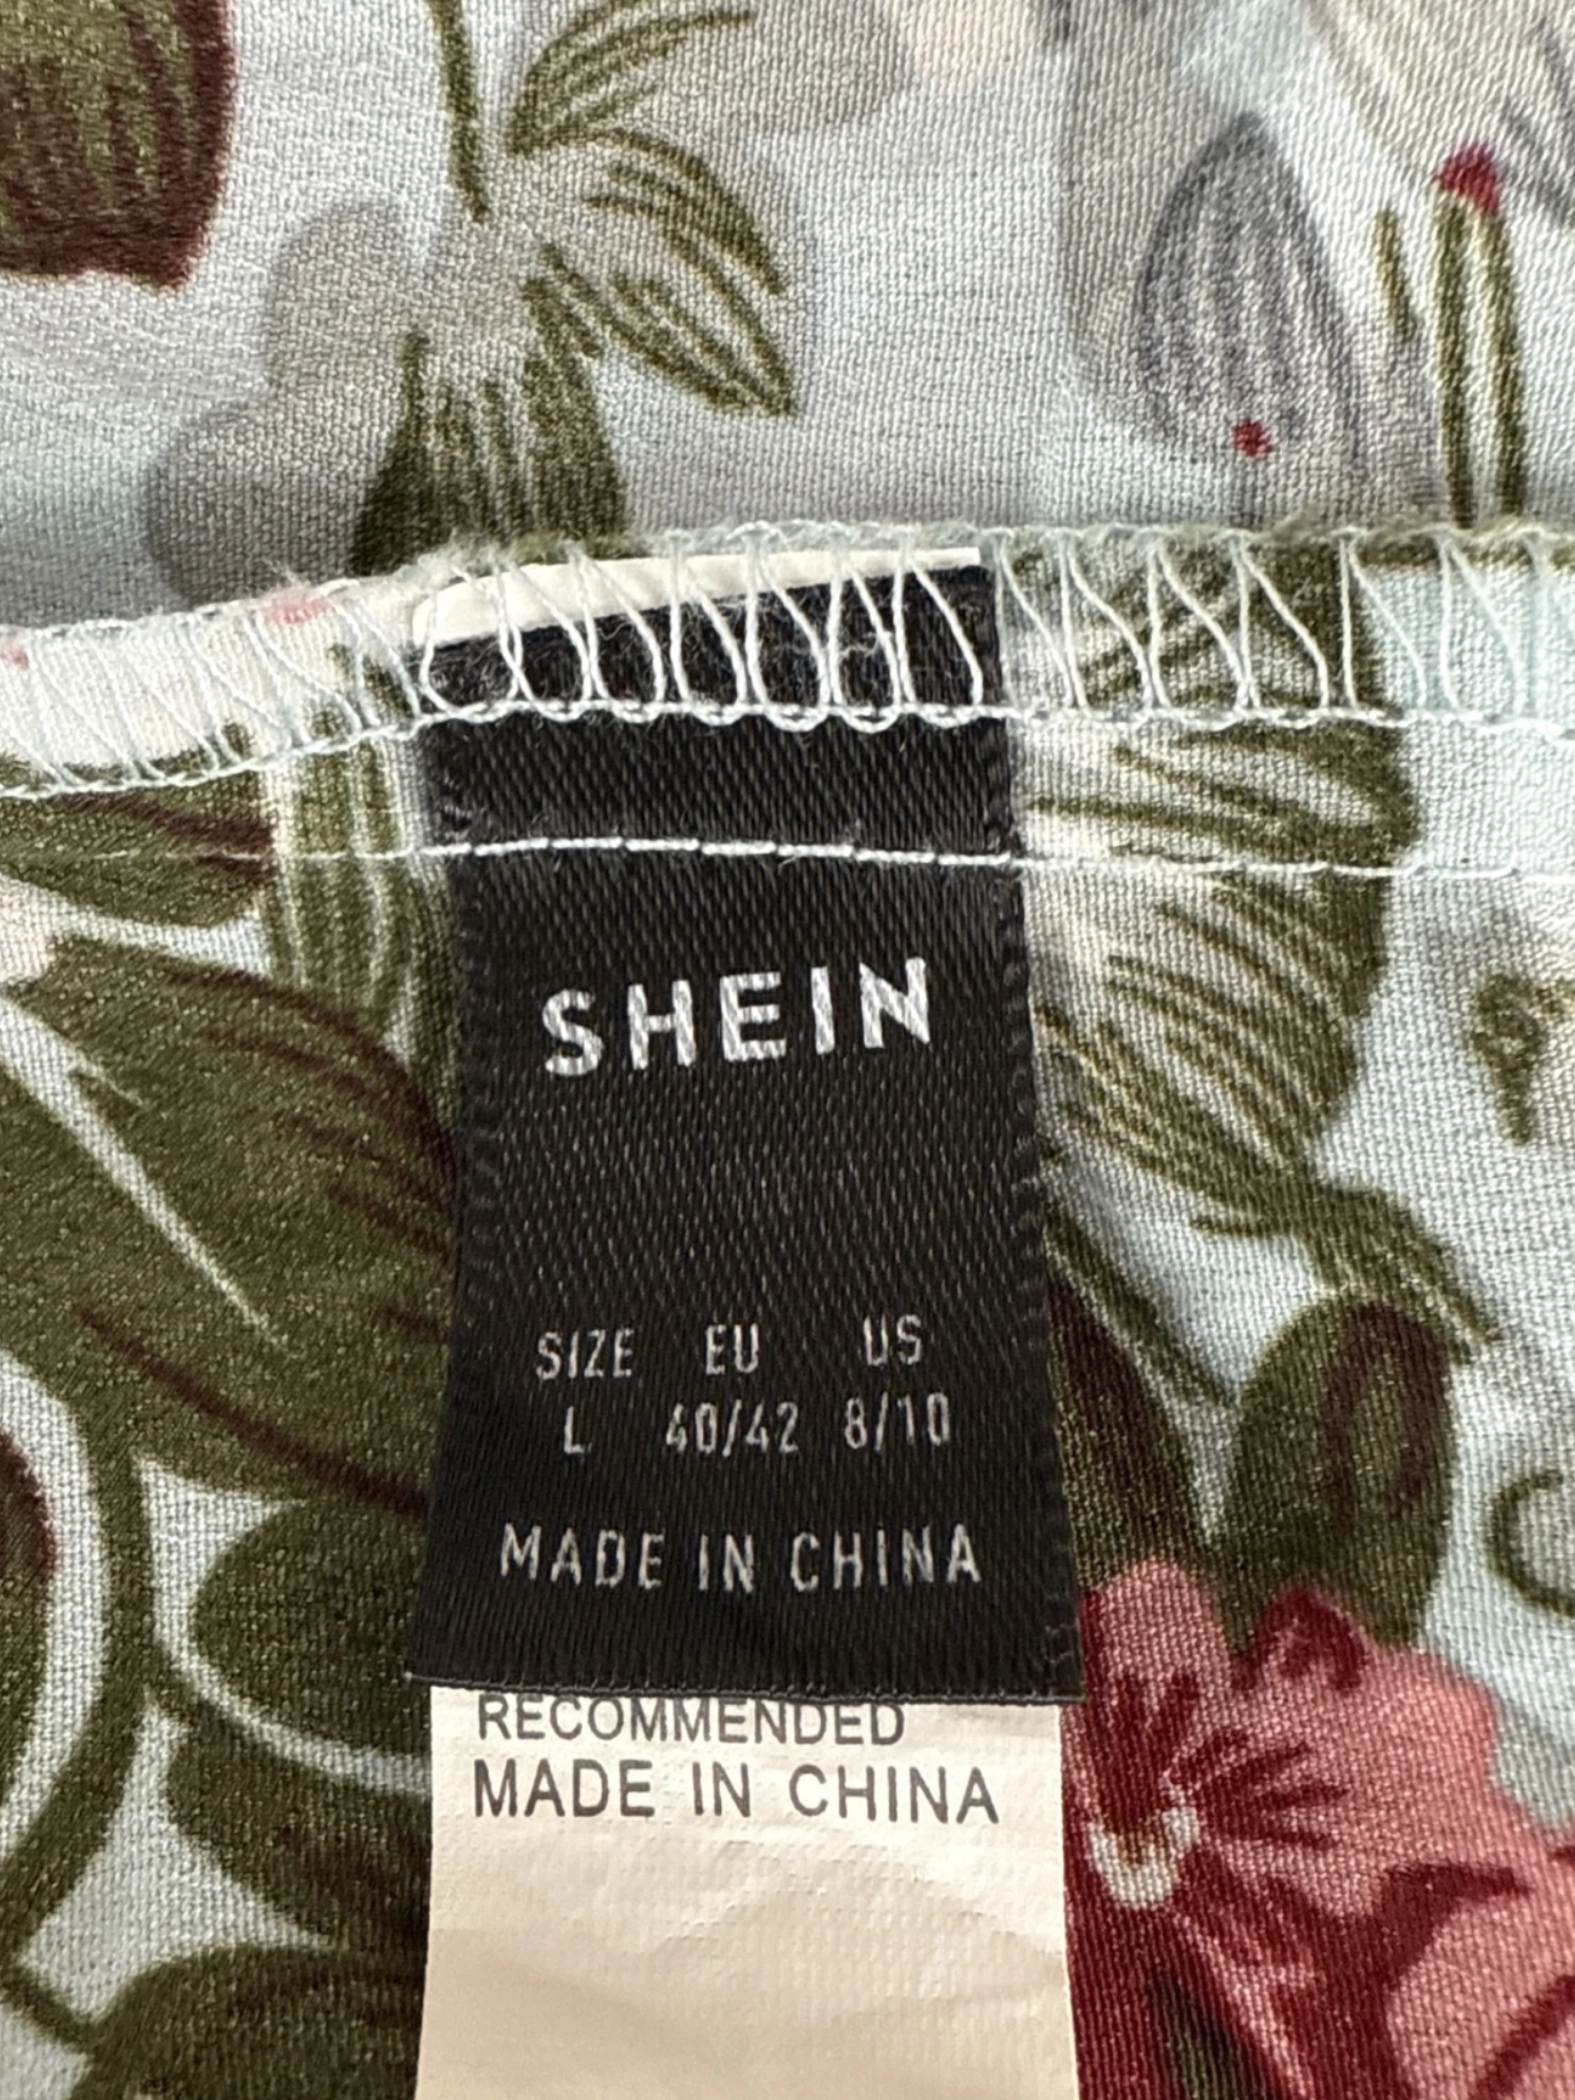 SHEIN
SIZE EU US
L 40/42 8/10
MADE IN CHINA
RECOMMENDED
MADE IN CHINA